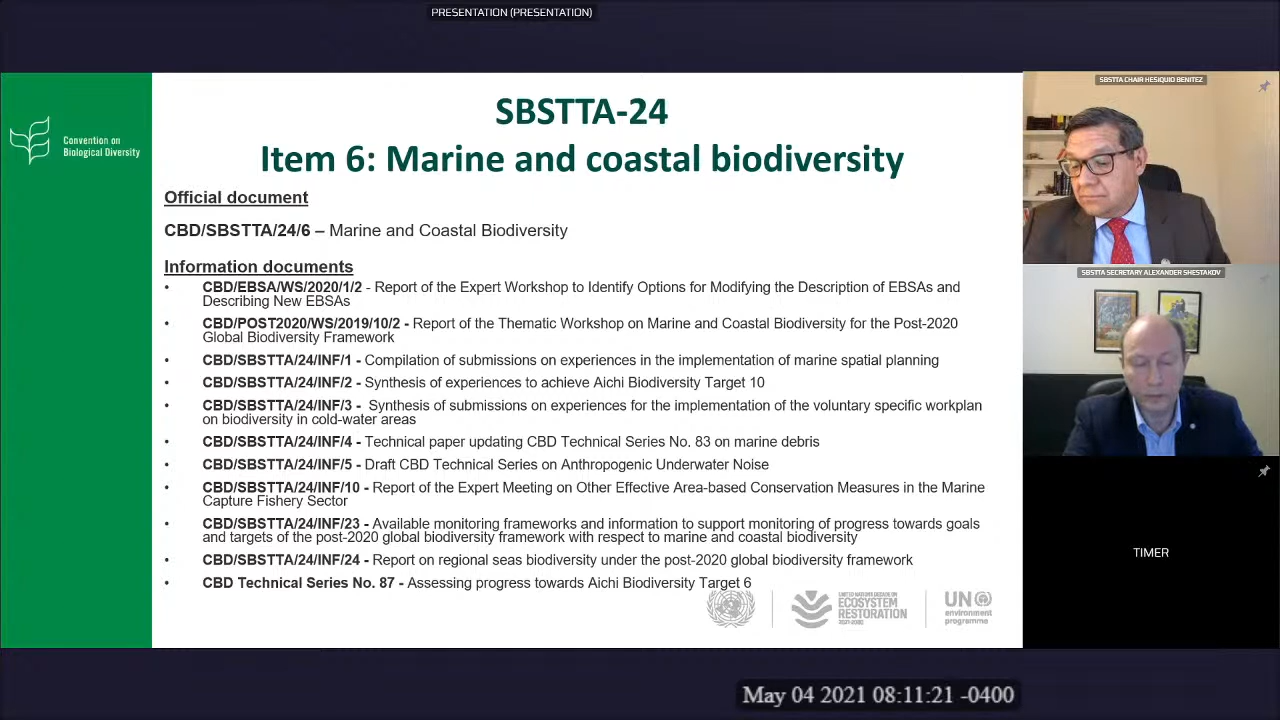 PRESENTATION (PRESENTATION)
Convention on
Biological Diversity
SBSTTA-24
Item 6: Marine and coastal biodiversity
Official document
CBD/SBSTTA/24/6 – Marine and Coastal Biodiversity
Information documents
• CBD/EBSA/WS/2020/1/2 - Report of the Expert Workshop to Identify Options for Modifying the Description of EBSAs and
Describing New EBSAs
• CBD/POST2020/WS/2019/10/2 - Report of the Thematic Workshop on Marine and Coastal Biodiversity for the Post-2020
Global Biodiversity Framework
• CBD/SBSTTA/24/INF/1 - Compilation of submissions on experiences in the implementation of marine spatial planning
• CBD/SBSTTA/24/INF/2 - Synthesis of experiences to achieve Aichi Biodiversity Target 10
• CBD/SBSTTA/24/INF/3 - Synthesis of submissions on experiences for the implementation of the voluntary specific workplan
on biodiversity in cold-water areas
• CBD/SBSTTA/24/INF/4 - Technical paper updating CBD Technical Series No. 83 on marine debris
• CBD/SBSTTA/24/INF/5 - Draft CBD Technical Series on Anthropogenic Underwater Noise
• CBD/SBSTTA/24/INF/10 - Report of the Expert Meeting on Other Effective Area-based Conservation Measures in the Marine
Capture Fishery Sector
• CBD/SBSTTA/24/INF/23 - Available monitoring frameworks and information to support monitoring of progress towards goals
and targets of the post-2020 global biodiversity framework with respect to marine and coastal biodiversity
• CBD/SBSTTA/24/INF/24 - Report on regional seas biodiversity under the post-2020 global biodiversity framework
• CBD Technical Series No. 87 - Assessing progress towards Aichi Biodiversity Target 6
UNITED NATIONS DECADE ON
ECOSYSTEM
RESTORATION
2021-2030
UN
environment
programme
SBSTTA CHAIR HESIQUIO BENITEZ
SBSTTA SECRETARY ALEXANDER SHESTAKOV
TIMER
May 04 2021 08:11:21 -0400